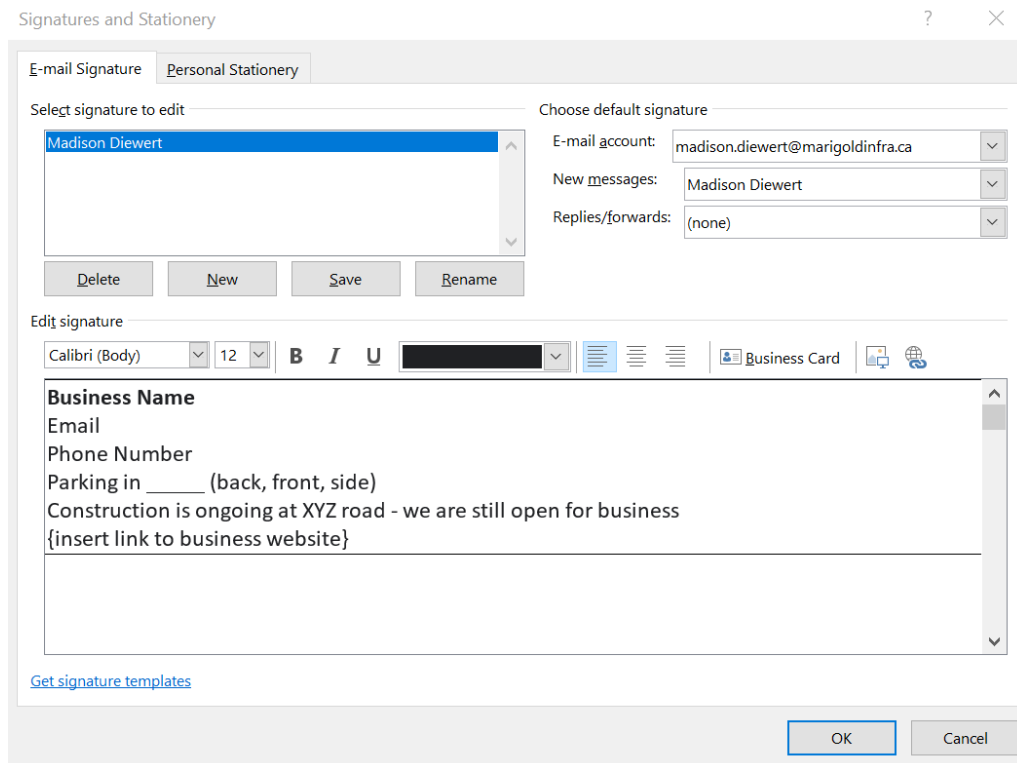 Signatures and Stationery ?
E-mail Signature Personal Stationery
Select signature to edit
Madison Diewert
Delete New Save Rename
Choose default signature
E-mail account: madison.diewert@marigoldinfra.ca
New messages: Madison Diewert
Replies/forwards: (none)
Edit signature
Calibri (Body) 12 B I U Business Card
Business Name
Email
Phone Number
Parking in _____ (back, front, side)
Construction is ongoing at XYZ road - we are still open for business
{insert link to business website}
Get signature templates
OK Cancel